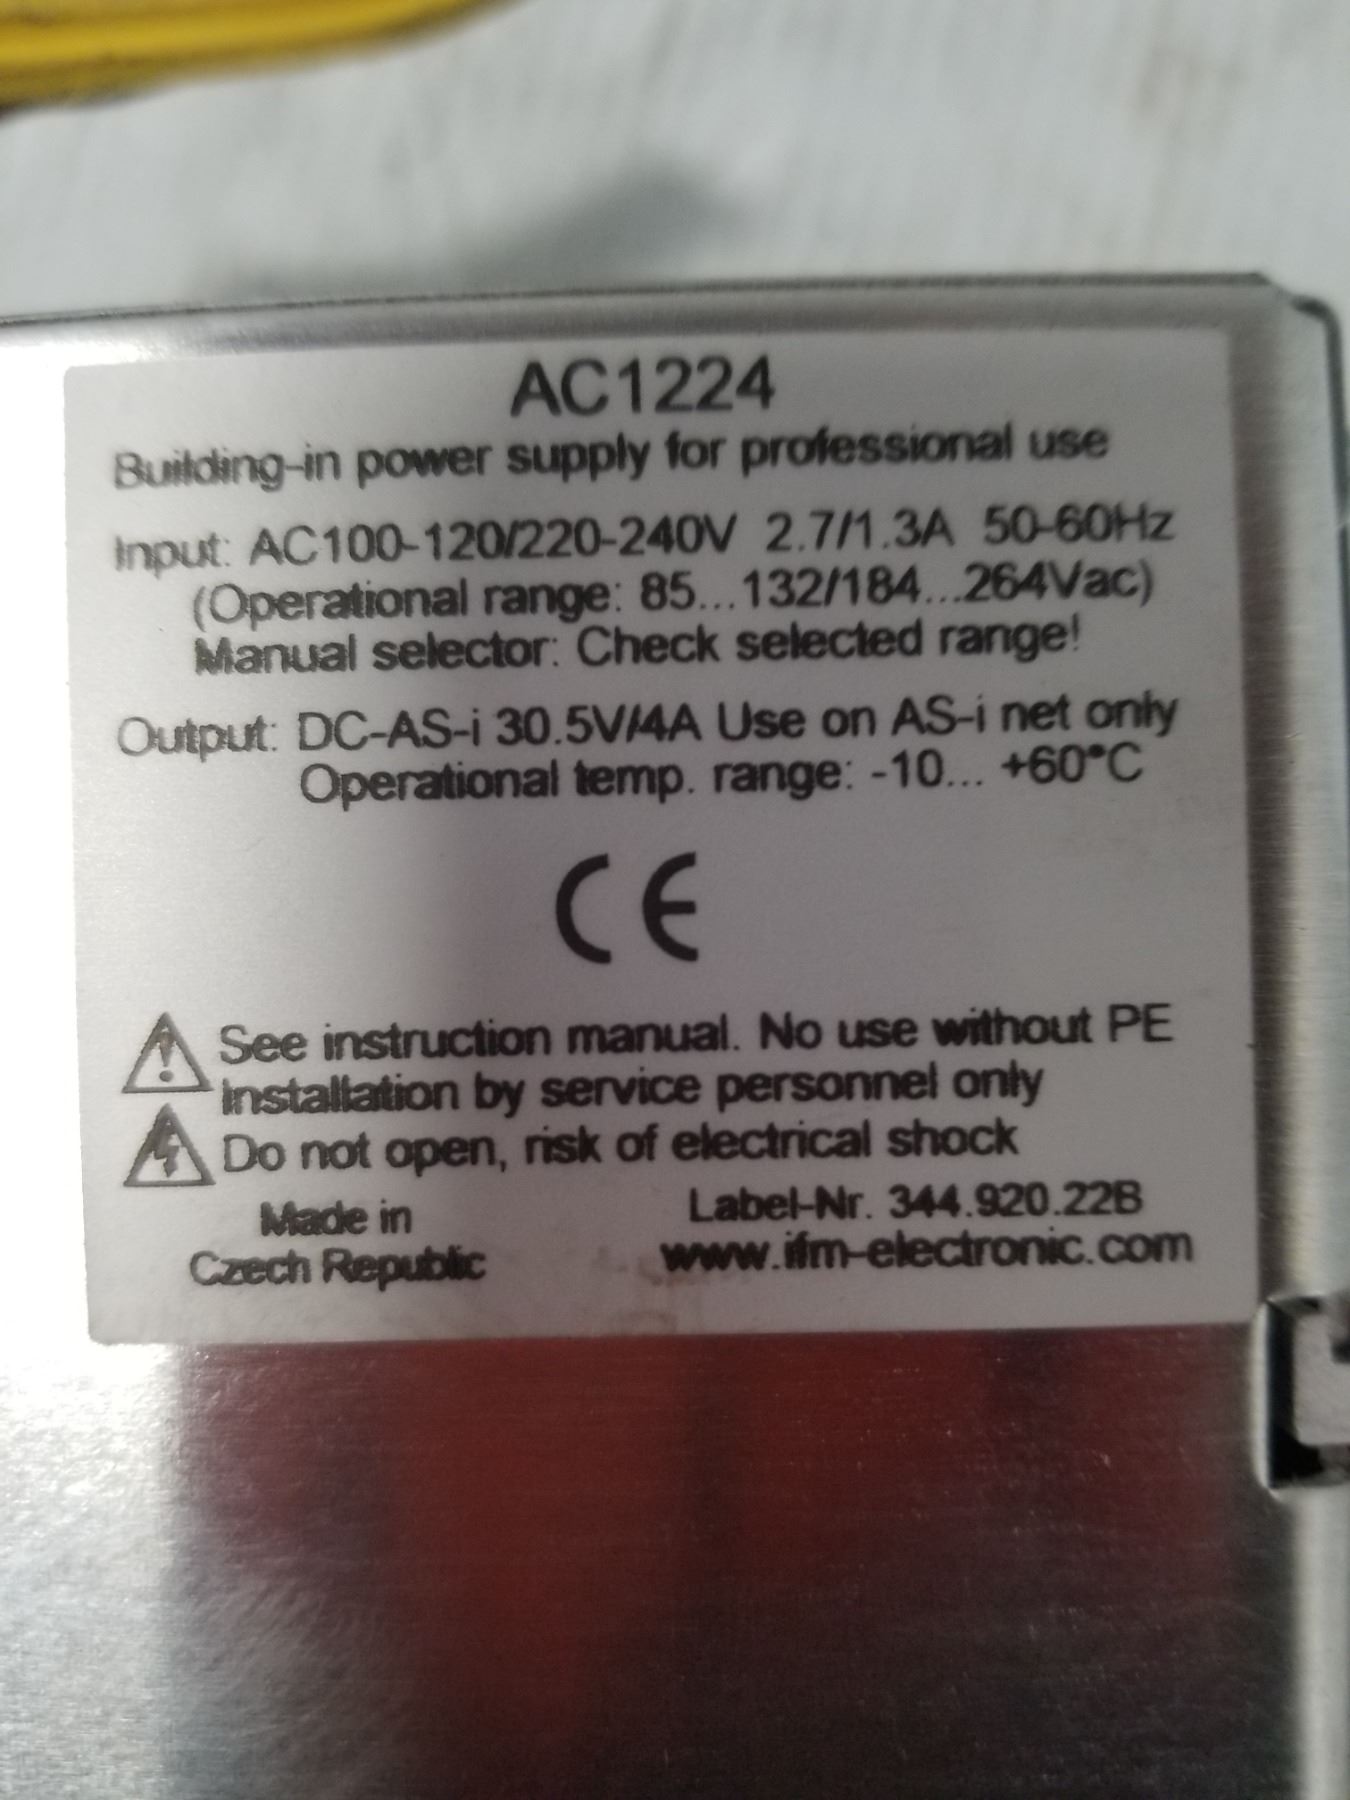 AC1224
Building-in power supply for professional use
Input: AC100-120/220-240V 2.7/1.3A 50-60Hz
(Operational range: 85...132/184...264Vac)
Manual selector: Check selected range!
Output: DC-AS-i 30.5V/4A Use on AS-i net only
Operational temp. range: -10... +60°C
CE
See instruction manual. No use without PE
Installation by service personnel only
Do not open, risk of electrical shock
Made in
Czech Republic
Label-Nr. 344.920.22B
www.ifm-electronic.com